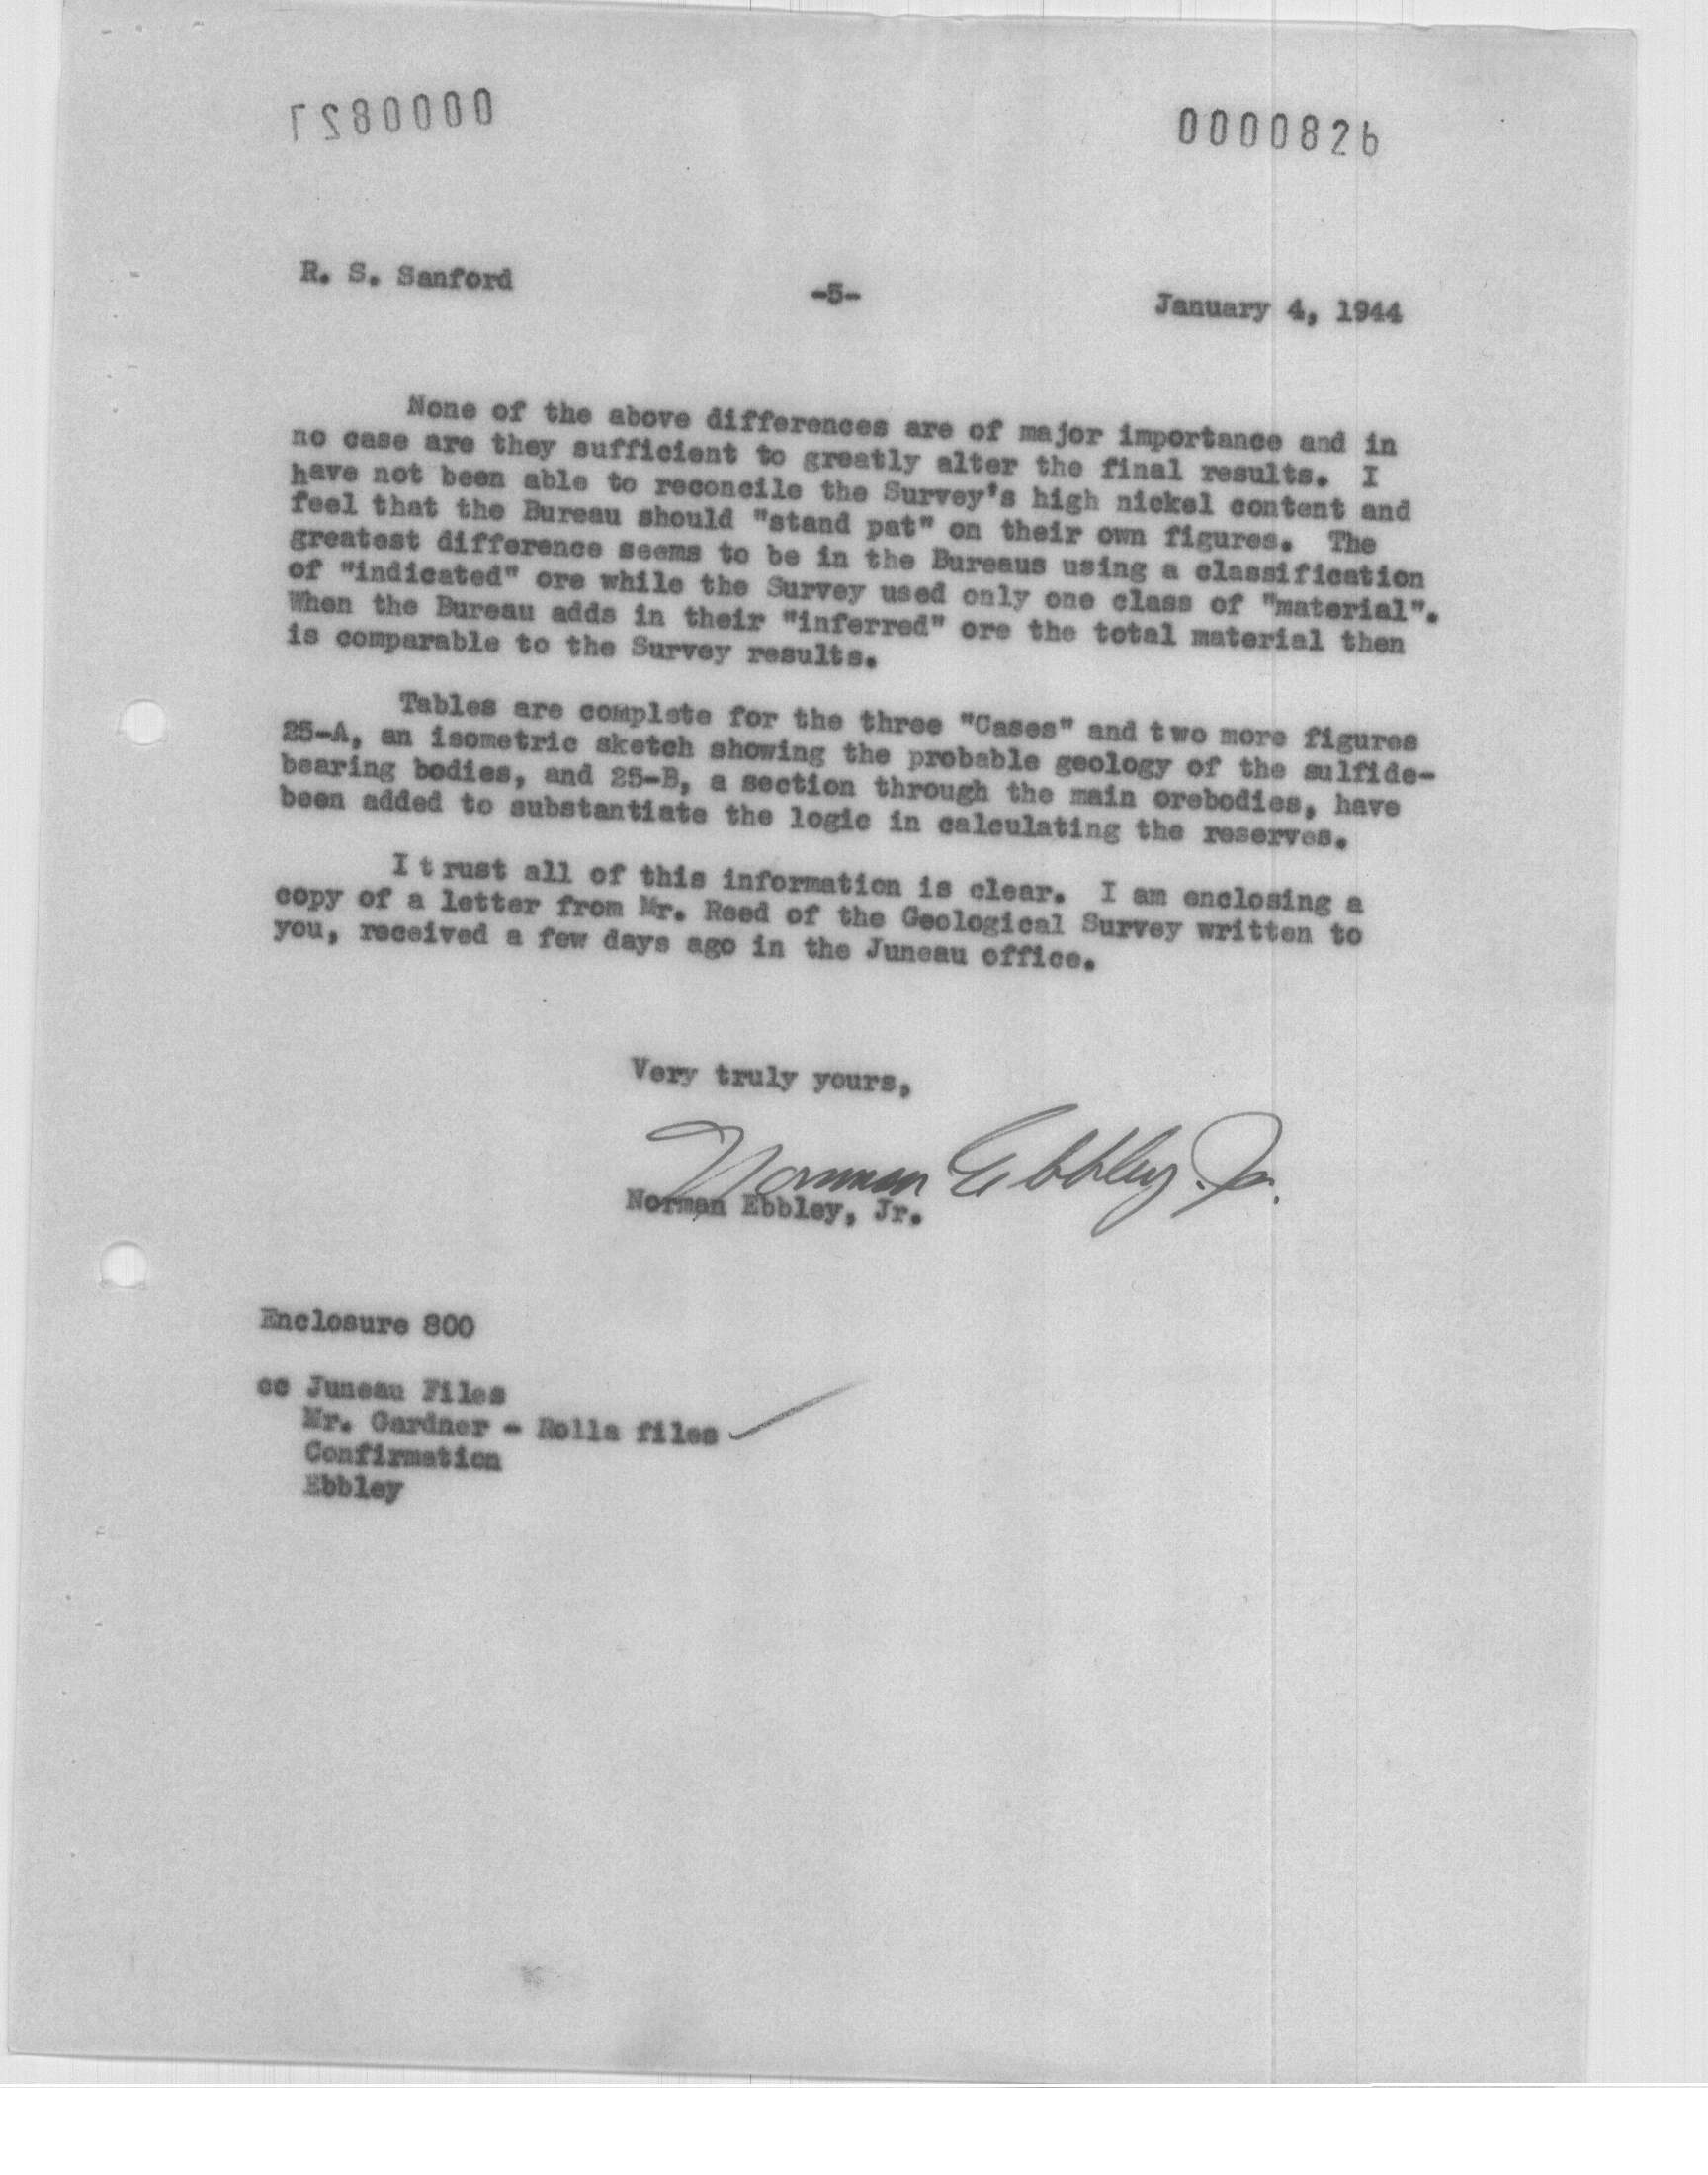 0000827
0000826
R. S. Sanford
-5-
January 4, 1944
None of the above differences are of major importance and in
no case are they sufficient to greatly alter the final results. I
have not been able to reconcile the Survey's high nickel content and
feel that the Bureau should "stand pat" on their own figures. The
greatest difference seems to be in the Bureaus using a classification
of "indicated" ore while the Survey used only one class of "material".
When the Bureau adds in their "inferred" ore the total material then
is comparable to the Survey results.
Tables are complete for the three "Cases" and two more figures
25-A, an isometric sketch showing the probable geology of the sulfide-
bearing bodies, and 25-B, a section through the main orebodies, have
been added to substantiate the logic in calculating the reserves.
I trust all of this information is clear. I am enclosing a
copy of a letter from Mr. Reed of the Geological Survey written to
you, received a few days ago in the Juneau office.
Very truly yours,
Norman Ebbley. Jr.
Norman Ebbley, Jr.
Enclosure 800
cc Juneau Files
Mr. Gardner - Rolla files
Confirmation
Ebbley